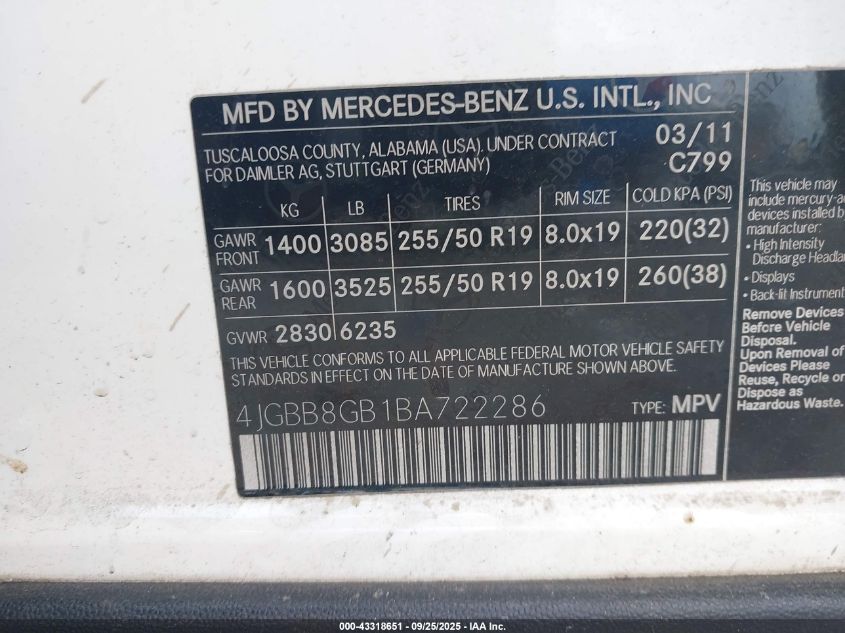 MFD BY MERCEDES-BENZ U.S. INTL., INC
TUSCALOOSA COUNTY, ALABAMA (USA). UNDER CONTRACT 03/11
FOR DAIMLER AG, STUTTGART (GERMANY) C799
KG LB TIRES RIM SIZE COLD KPA (PSI)
GAWR FRONT 1400 3085 255/50 R19 8.0x19 220(32)
GAWR REAR 1600 3525 255/50 R19 8.0x19 260(38)
GVWR 2830 6235
THIS VEHICLE CONFORMS TO ALL APPLICABLE FEDERAL MOTOR VEHICLE SAFETY
STANDARDS IN EFFECT ON THE DATE OF MANUFACTURE SHOWN ABOVE.
4JGBB8GB1BA722286 TYPE: MPV
This vehicle may
include mercury-a
devices installed b
manufacturer:
• High Intensity
Discharge Headla
• Displays
• Back-lit Instrument
Remove Devices
Before Vehicle
Disposal.
Upon Removal of
Devices Please
Reuse, Recycle or
Dispose as
Hazardous Waste.
000-43318651 - 09/25/2025 - IAA Inc.